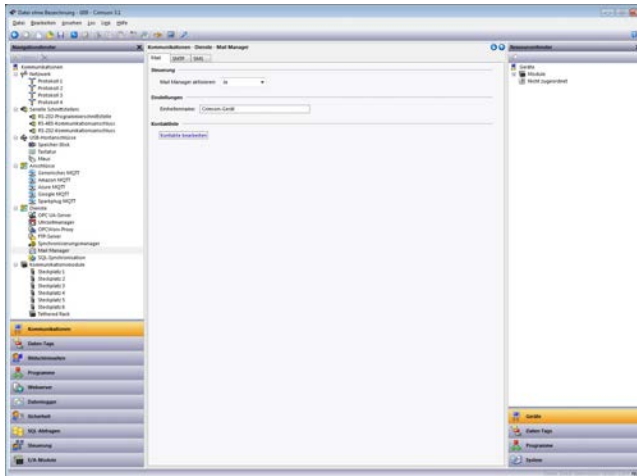 Datei ohne Bezeichnung - Crimson 3.2
Datei Bearbeiten Ansehen Los Link Hilfe
Navigationsfenster
Kommunikationen - Dienste - Mail Manager
Ressourcenfenster
Kommunikationen
Netzwerk
Protokoll 1
Protokoll 2
Protokoll 3
Protokoll 4
Serielle Schnittstellen
RS-232-Programmierschnittstelle
RS-485-Kommunikationsanschluss
RS-232-Kommunikationsanschluss
USB-Hostanschlüsse
Speicher-Stick
Tastatur
Maus
Anschlüsse
Generisches MQTT
Amazon MQTT
Azure MQTT
Google MQTT
Sparkplug MQTT
Dienste
OPC UA-Server
Uhrzeitmanager
OPCWorx-Proxy
FTP-Server
Synchronisierungsmanager
Mail-Manager
SQL-Synchronisation
Kommunikationsmodule
Steckplatz 1
Steckplatz 2
Steckplatz 3
Steckplatz 4
Steckplatz 5
Steckplatz 6
Tethered Rack
Kommunikationen
Daten-Tags
Programme
Webserver
Datenlogger
Sicherheit
SQL-Abfragen
Steuerung
E/A Module
Mail SMTP SMS
Steuerung
Mail Manager aktivieren: Ja
Einstellungen
Einheitenname: Crimson-Gerät
Kontaktliste
Kontakte bearbeiten
Geräte
Module
Nicht zugeordnet
Geräte
Daten-Tags
Programme
System